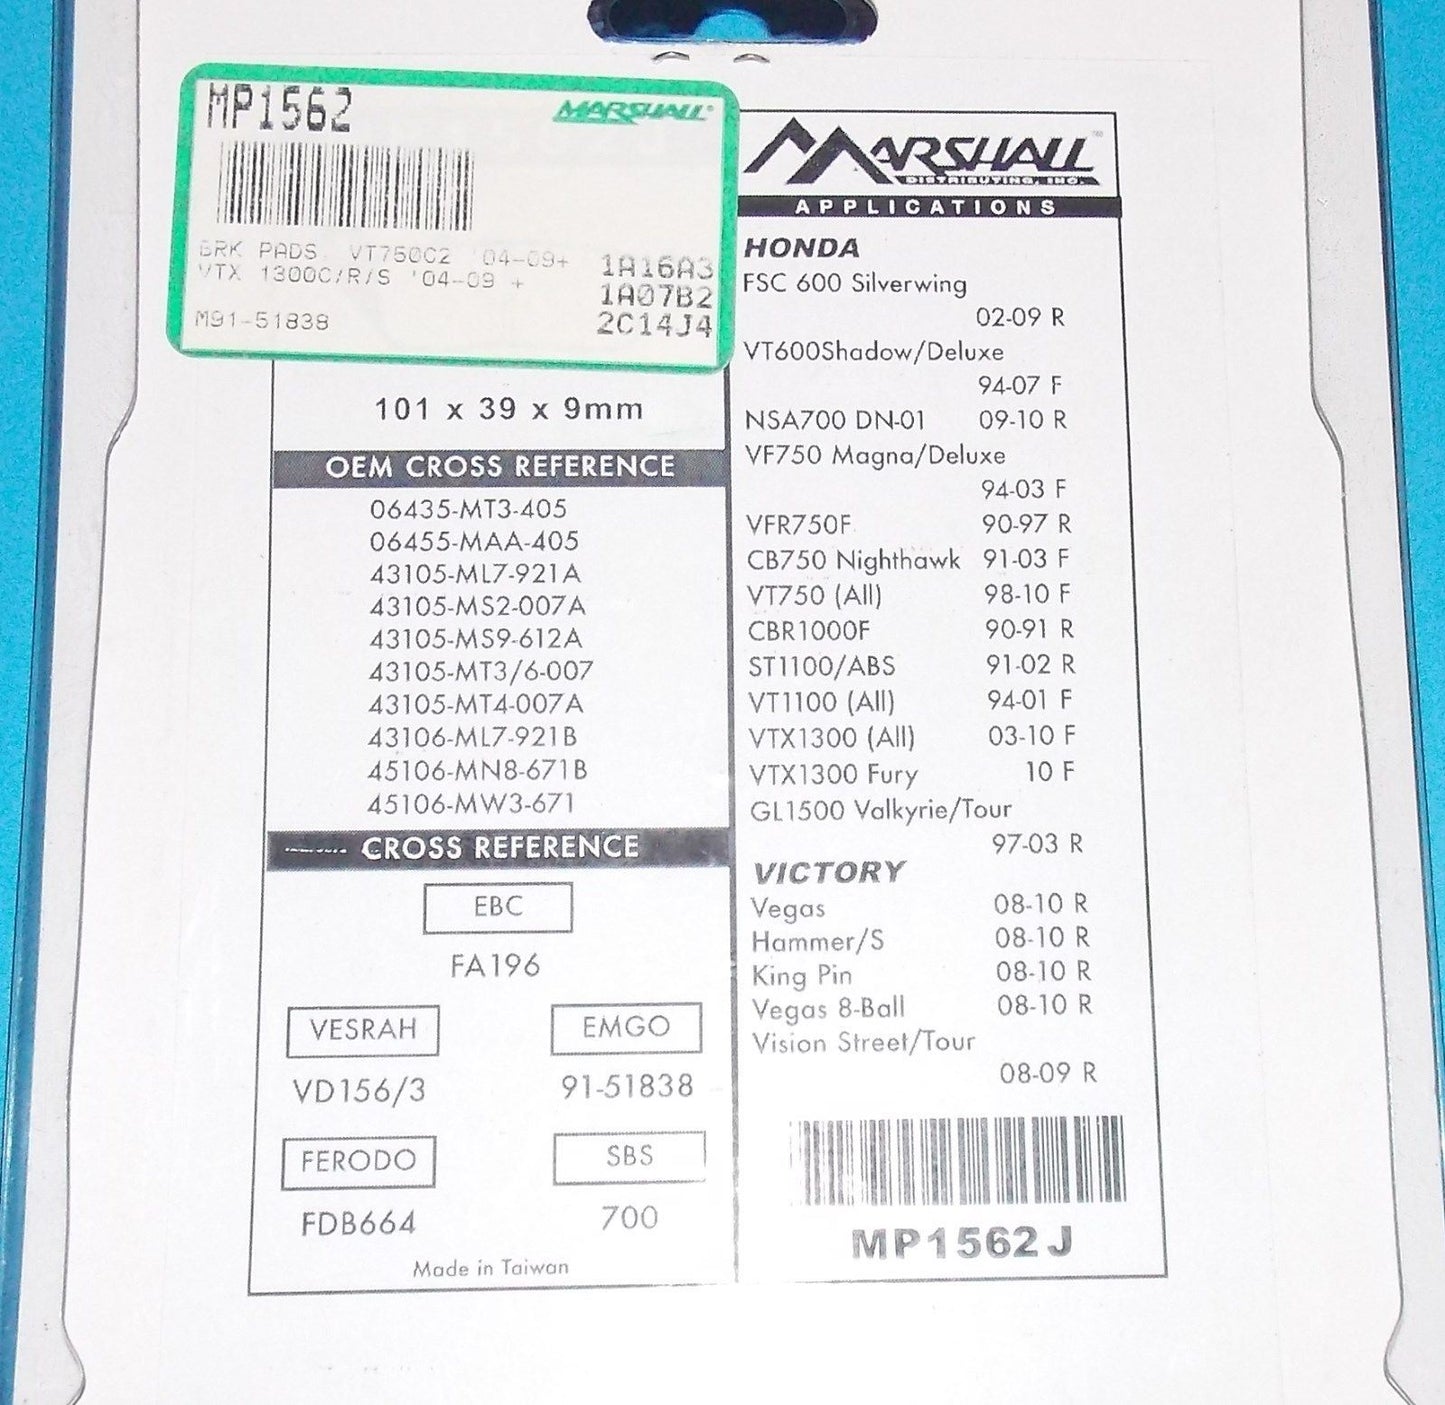 MP1562
MARSHALL
BRK PADS VT750C2 '04-09+
VTX 1300C/R/S '04-09 +
M91-51838
1A16A3
1A07B2
2C14J4
101 x 39 x 9mm
OEM CROSS REFERENCE
06435-MT3-405
06455-MAA-405
43105-ML7-921A
43105-MS2-007A
43105-MS9-612A
43105-MT3/6-007
43105-MT4-007A
43106-ML7-921B
45106-MN8-671B
45106-MW3-671
CROSS REFERENCE
EBC
FA196
VESRAH
VD156/3
EMGO
91-51838
FERODO
FDB664
SBS
700
Made in Taiwan
MARSHALL
DISTRIBUTING, INC.
APPLICATIONS
HONDA
FSC 600 Silverwing
02-09 R
VT600Shadow/Deluxe
94-07 F
NSA700 DN-01 09-10 R
VF750 Magna/Deluxe
94-03 F
VFR750F 90-97 R
CB750 Nighthawk 91-03 F
VT750 (All) 98-10 F
CBR1000F 90-91 R
ST1100/ABS 91-02 R
VT1100 (All) 94-01 F
VTX1300 (All) 03-10 F
VTX1300 Fury 10 F
GL1500 Valkyrie/Tour
97-03 R
VICTORY
Vegas 08-10 R
Hammer/S 08-10 R
King Pin 08-10 R
Vegas 8-Ball 08-10 R
Vision Street/Tour
08-09 R
MP1562J